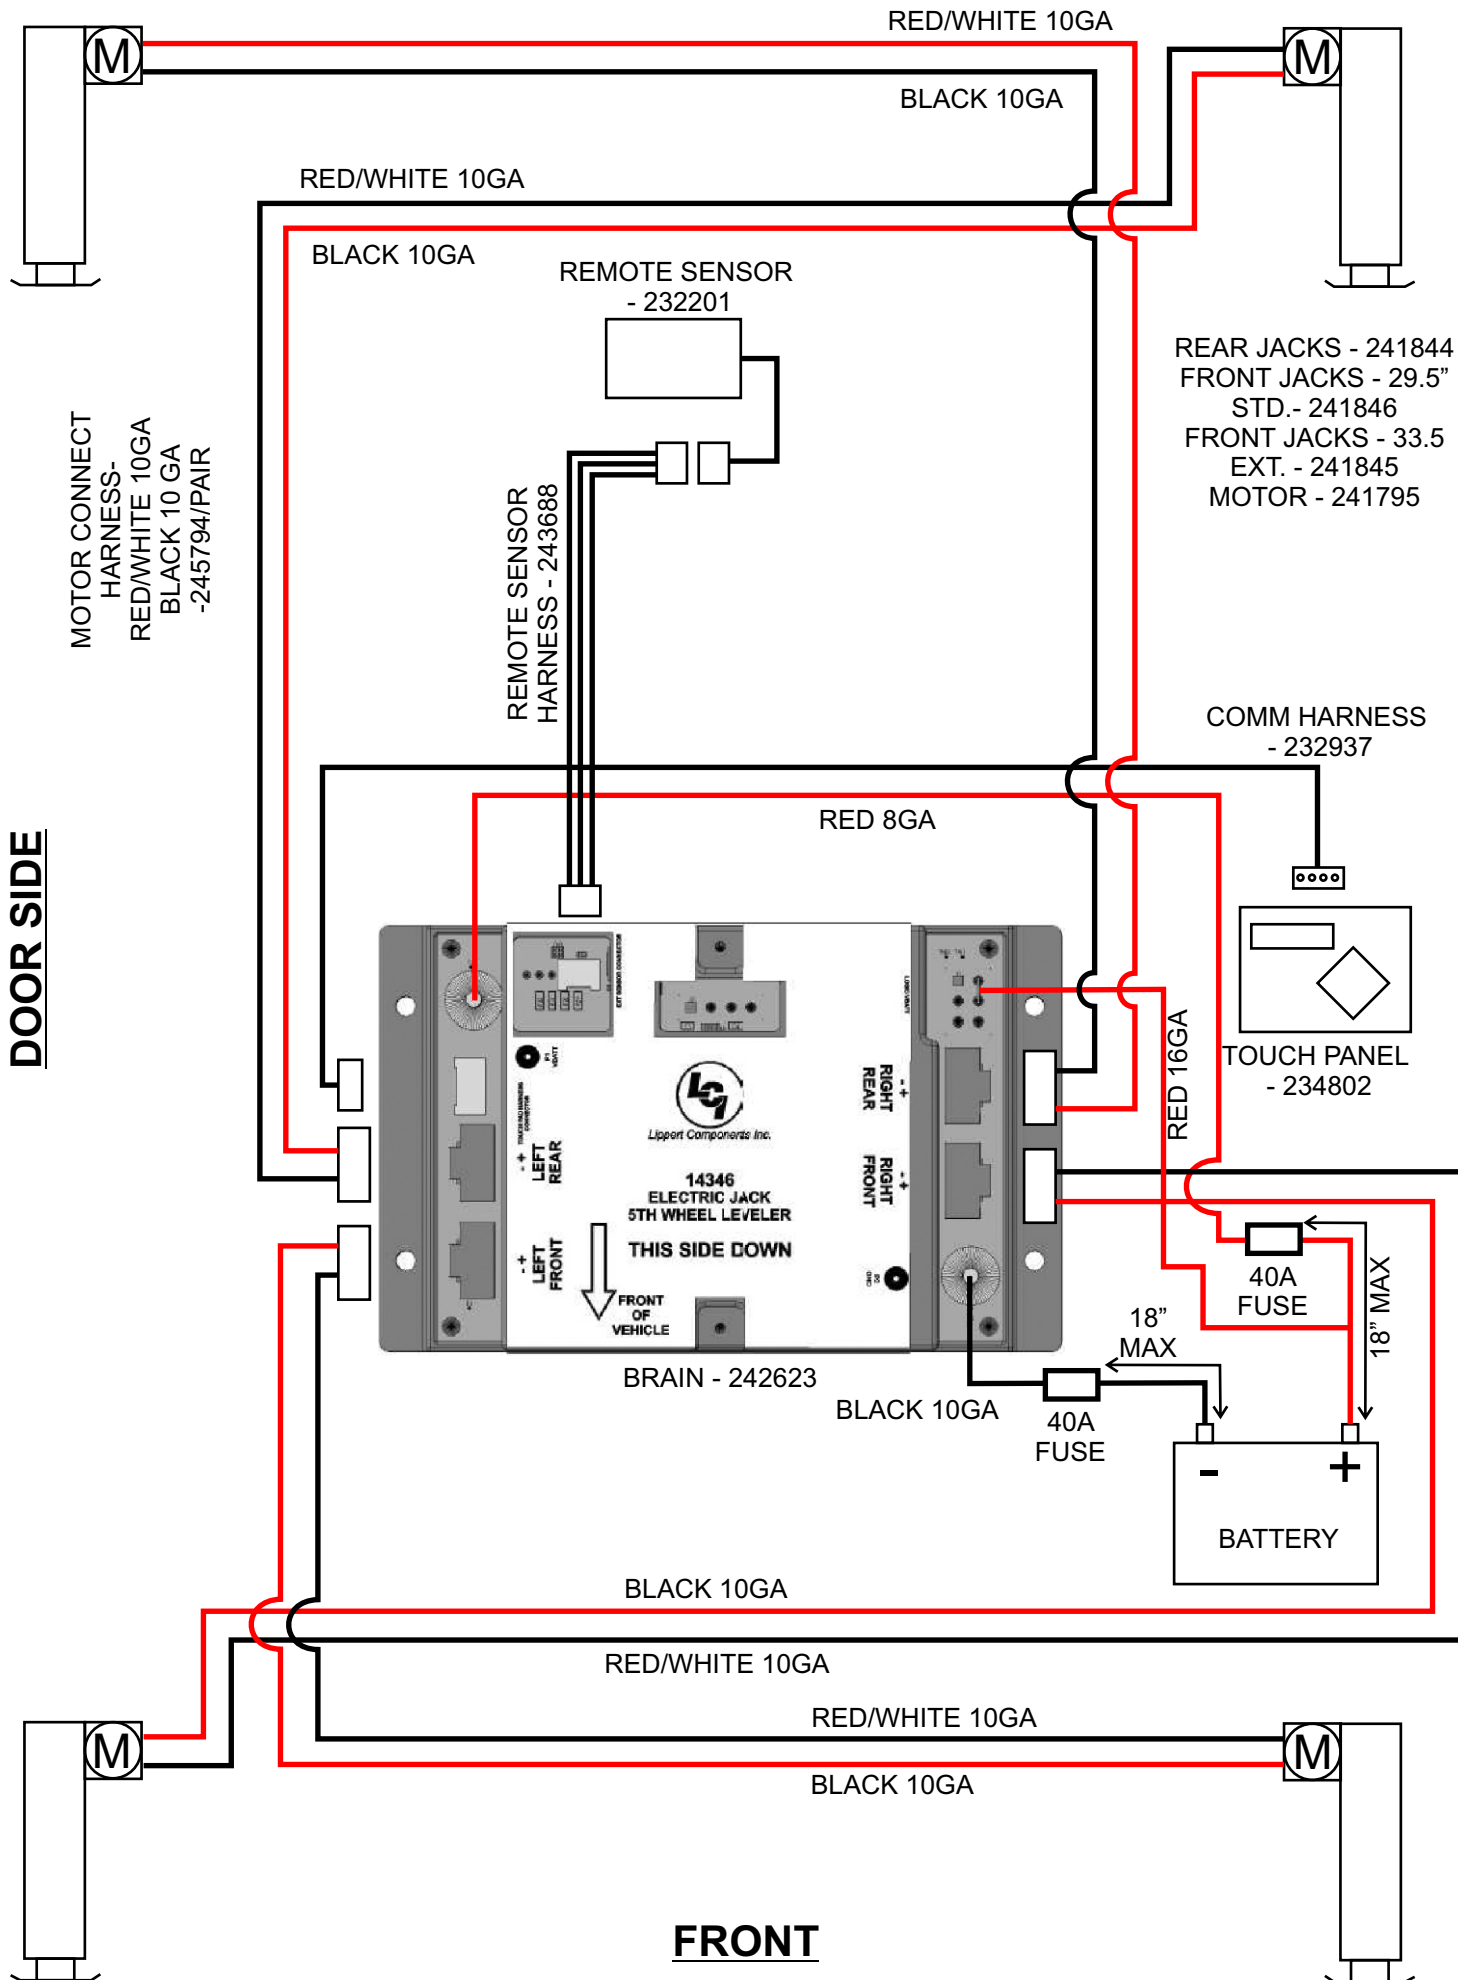 RED/WHITE 10GA
M
M
BLACK 10GA
RED/WHITE 10GA
BLACK 10GA
REMOTE SENSOR
- 232201
REAR JACKS - 241844
FRONT JACKS - 29.5”
STD.- 241846
FRONT JACKS - 33.5
EXT. - 241845
MOTOR - 241795
MOTOR CONNECT
HARNESS-
RED/WHITE 10GA
BLACK 10 GA
-245794/PAIR
REMOTE SENSOR
HARNESS - 243688
COMM HARNESS
- 232937
RED 8GA
DOOR SIDE
EXT SENSOR CONNECTOR
TOUCH PANEL
- 234802
RED 16GA
LCI
Lippert Components Inc.
14346
ELECTRIC JACK
5TH WHEEL LEVELER
THIS SIDE DOWN
- +
LEFT
REAR
- +
LEFT
FRONT
RIGHT
REAR
- +
RIGHT
FRONT
- +
FRONT
OF
VEHICLE
BRAIN - 242623
40A
FUSE
18” MAX
18”
MAX
BLACK 10GA
40A
FUSE
- +
BATTERY
BLACK 10GA
RED/WHITE 10GA
RED/WHITE 10GA
M
M
BLACK 10GA
FRONT